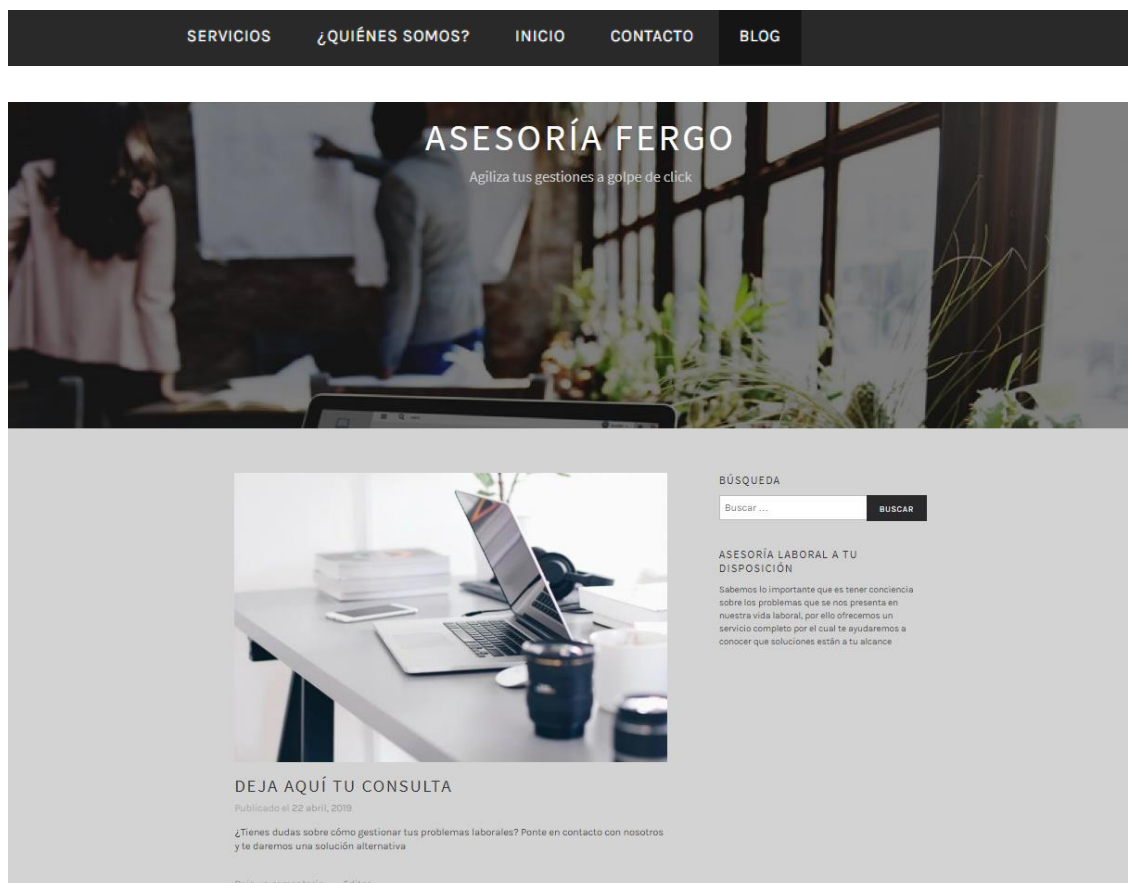 SERVICIOS ¿QUIÉNES SOMOS? INICIO CONTACTO BLOG
ASESORÍA FERGO
Agiliza tus gestiones a golpe de click
DEJA AQUÍ TU CONSULTA
Publicado el 22 abril, 2019
¿Tienes dudas sobre cómo gestionar tus problemas laborales? Ponte en contacto con nosotros
y te daremos una solución alternativa
BÚSQUEDA
Buscar ...
BUSCAR
ASESORÍA LABORAL A TU
DISPOSICIÓN
Sabemos lo importante que es tener conciencia
sobre los problemas que se nos presenta en
nuestra vida laboral, por ello ofrecemos un
servicio completo por el cual te ayudaremos a
conocer que soluciones están a tu alcance